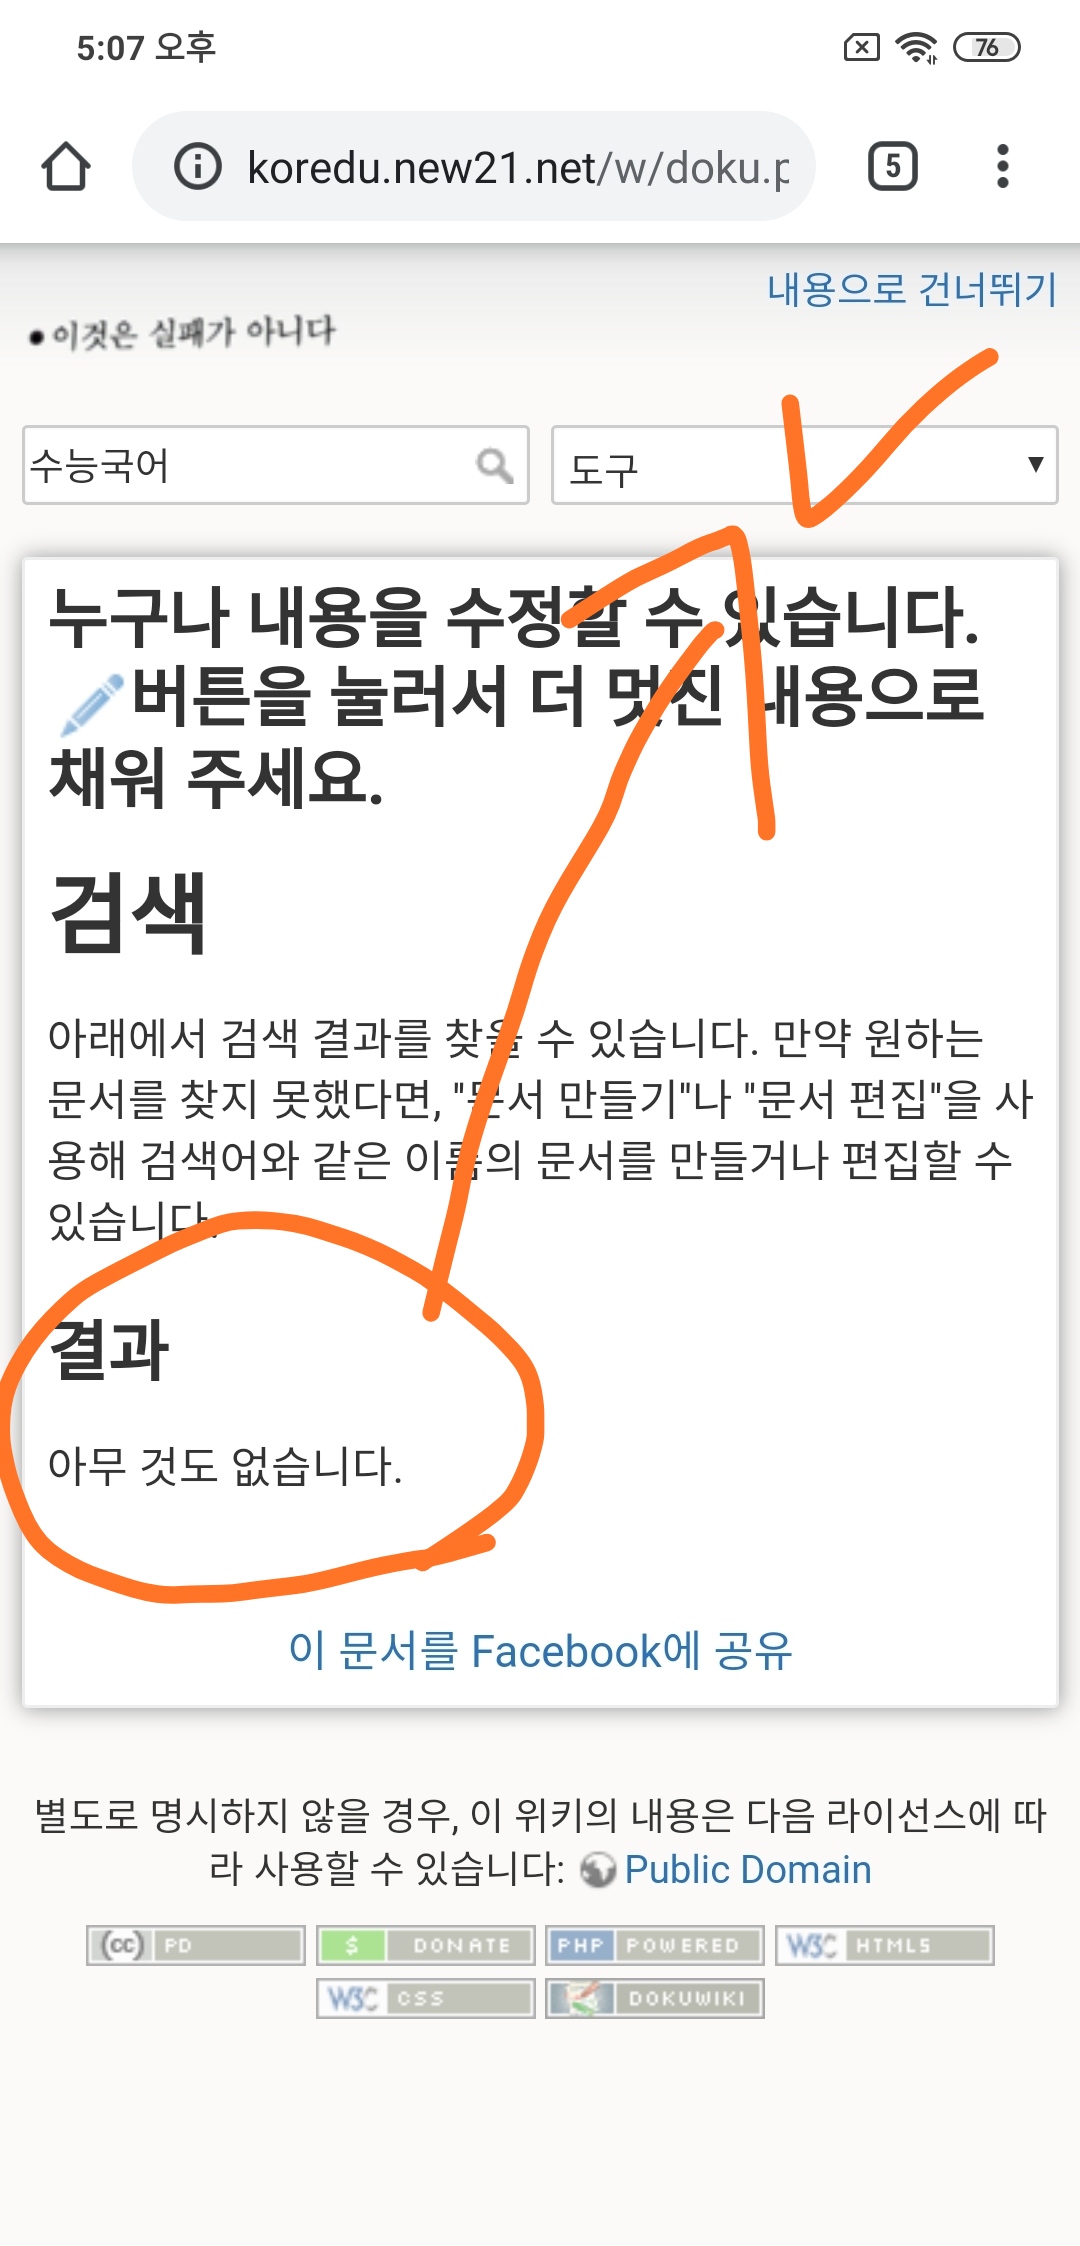 5:07 오후
76
koredu.new21.net/w/doku.p
5
내용으로 건너뛰기
• 이것은 실패가 아니다
수능국어
도구
누구나 내용을 수정할 수 있습니다.
버튼을 눌러서 더 멋진 내용으로
채워 주세요.
검색
아래에서 검색 결과를 찾을 수 있습니다. 만약 원하는
문서를 찾지 못했다면, "문서 만들기"나 "문서 편집"을 사
용해 검색어와 같은 이름의 문서를 만들거나 편집할 수
있습니다.
결과
아무 것도 없습니다.
이 문서를 Facebook에 공유
별도로 명시하지 않을 경우, 이 위키의 내용은 다음 라이선스에 따
라 사용할 수 있습니다: Public Domain
(cc) PD $ DONATE PHP POWERED W3C HTML5
W3C CSS DOKUWIKI